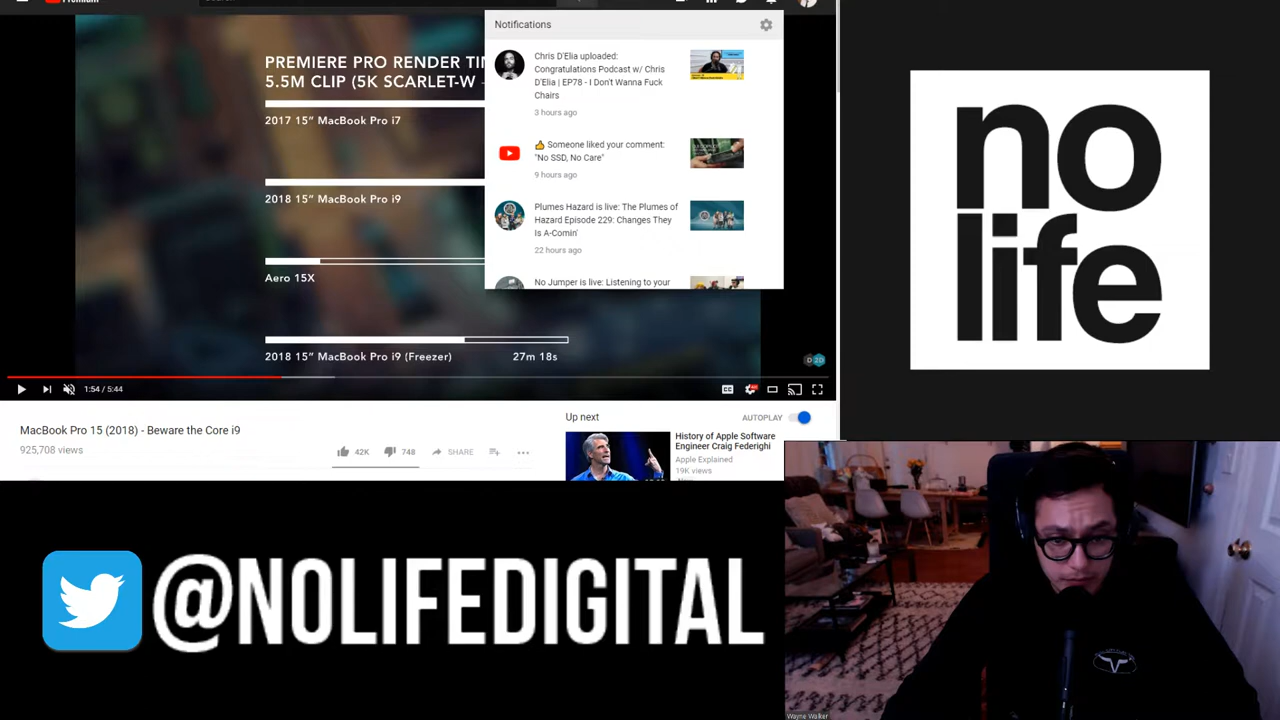 Premium
Notifications
PREMIERE PRO RENDER TIM
5.5M CLIP (5K SCARLET-W -
2017 15” MacBook Pro i7
2018 15” MacBook Pro i9
Aero 15X
2018 15” MacBook Pro i9 (Freezer) 27m 18s
Chris D'Elia uploaded:
Congratulations Podcast w/ Chris
D'Elia | EP78 - I Don't Wanna Fuck
Chairs
3 hours ago
👍 Someone liked your comment:
"No SSD, No Care"
9 hours ago
Plumes Hazard is live: The Plumes of
Hazard Episode 229: Changes They
Is A-Comin'
22 hours ago
No Jumper is live: Listening to your
D2D
1:54 / 5:44
CC
MacBook Pro 15 (2018) - Beware the Core i9
925,708 views
42K 748 SHARE
Up next AUTOPLAY
History of Apple Software
Engineer Craig Federighi
Apple Explained
19K views
no
life
@NOLIFEDIGITAL
Wayne Walker